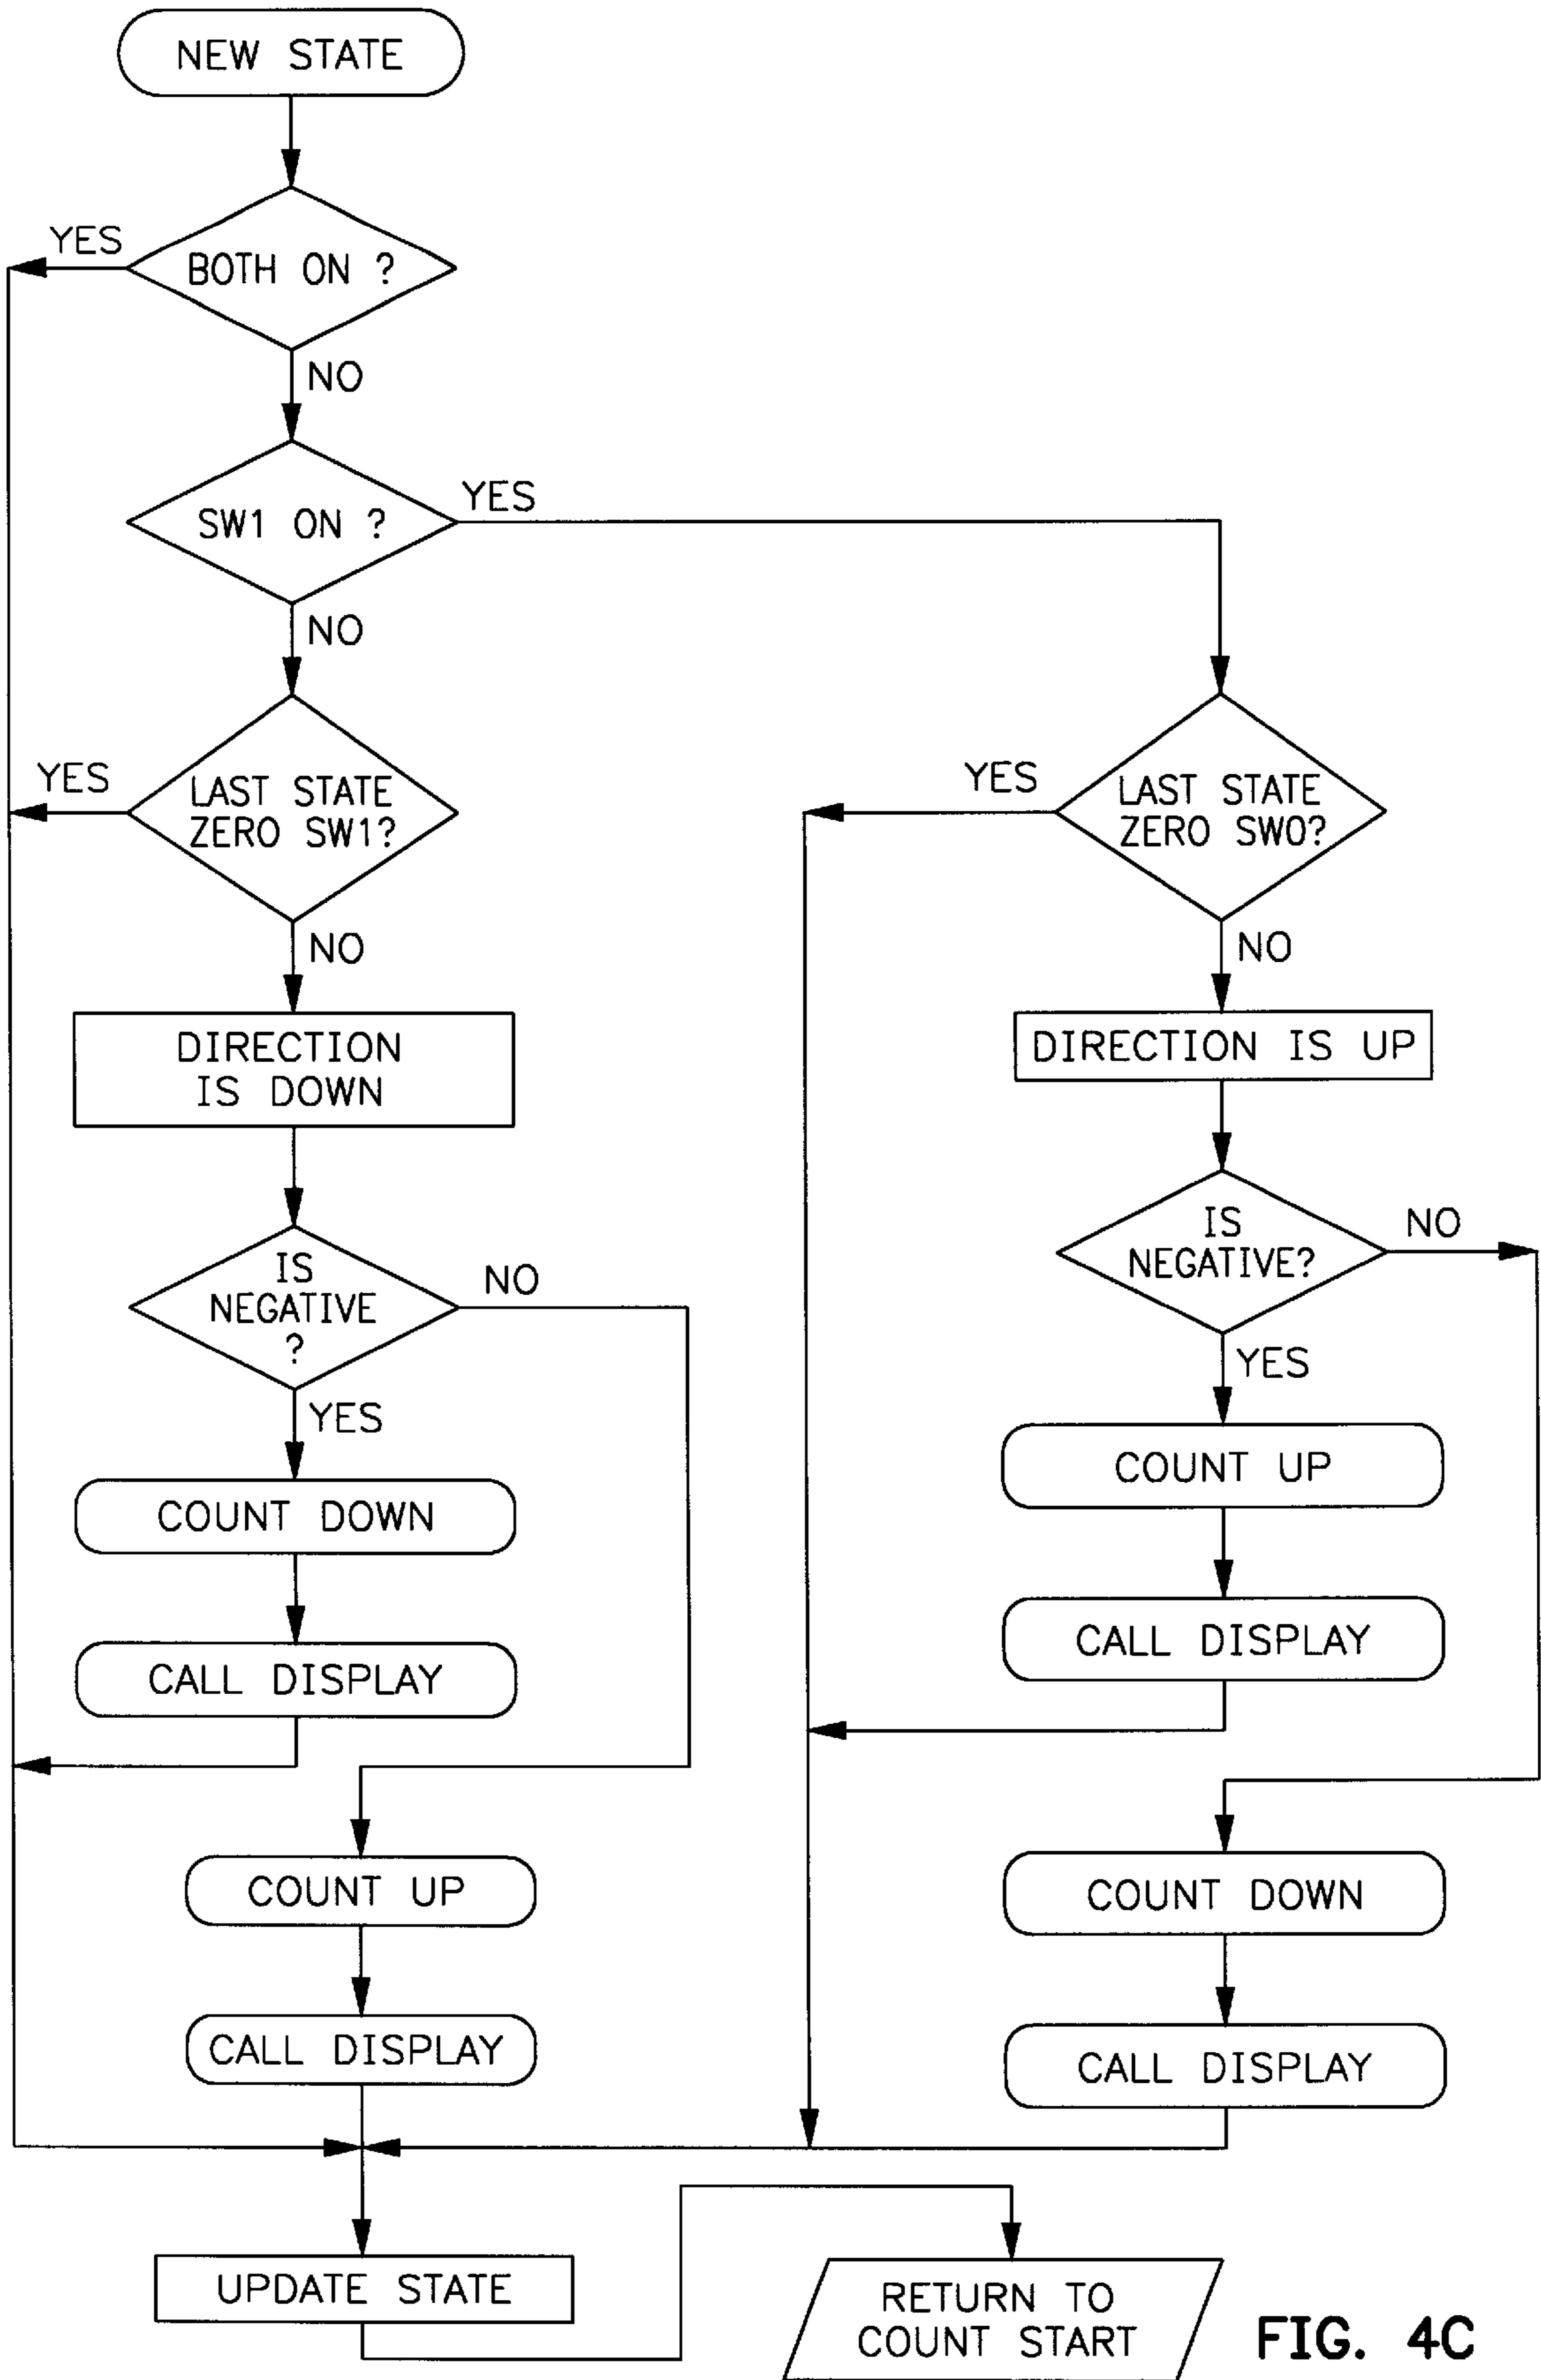 NEW STATE
YES
BOTH ON ?
NO
SW1 ON ?
YES
NO
YES
LAST STATE
ZERO SW1?
NO
DIRECTION
IS DOWN
IS
NEGATIVE
?
NO
YES
COUNT DOWN
CALL DISPLAY
COUNT UP
CALL DISPLAY
YES
LAST STATE
ZERO SW0?
NO
DIRECTION IS UP
IS
NEGATIVE?
NO
YES
COUNT UP
CALL DISPLAY
COUNT DOWN
CALL DISPLAY
UPDATE STATE
RETURN TO
COUNT START
FIG. 4C